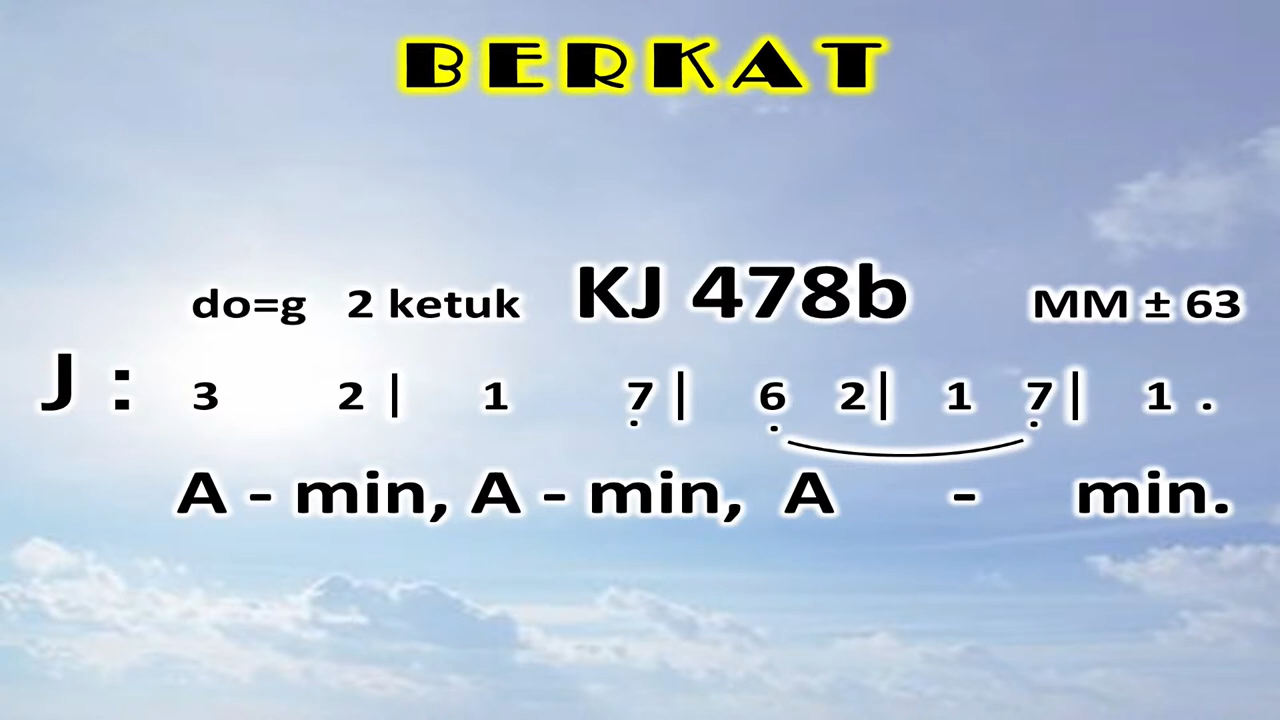 BERKAT
do=g 2 ketuk KJ 478b MM ± 63
J : 3 2 | 1 7̣ | 6̣ 2 | 1 7̣ | 1 .
A - min, A - min, A - min.